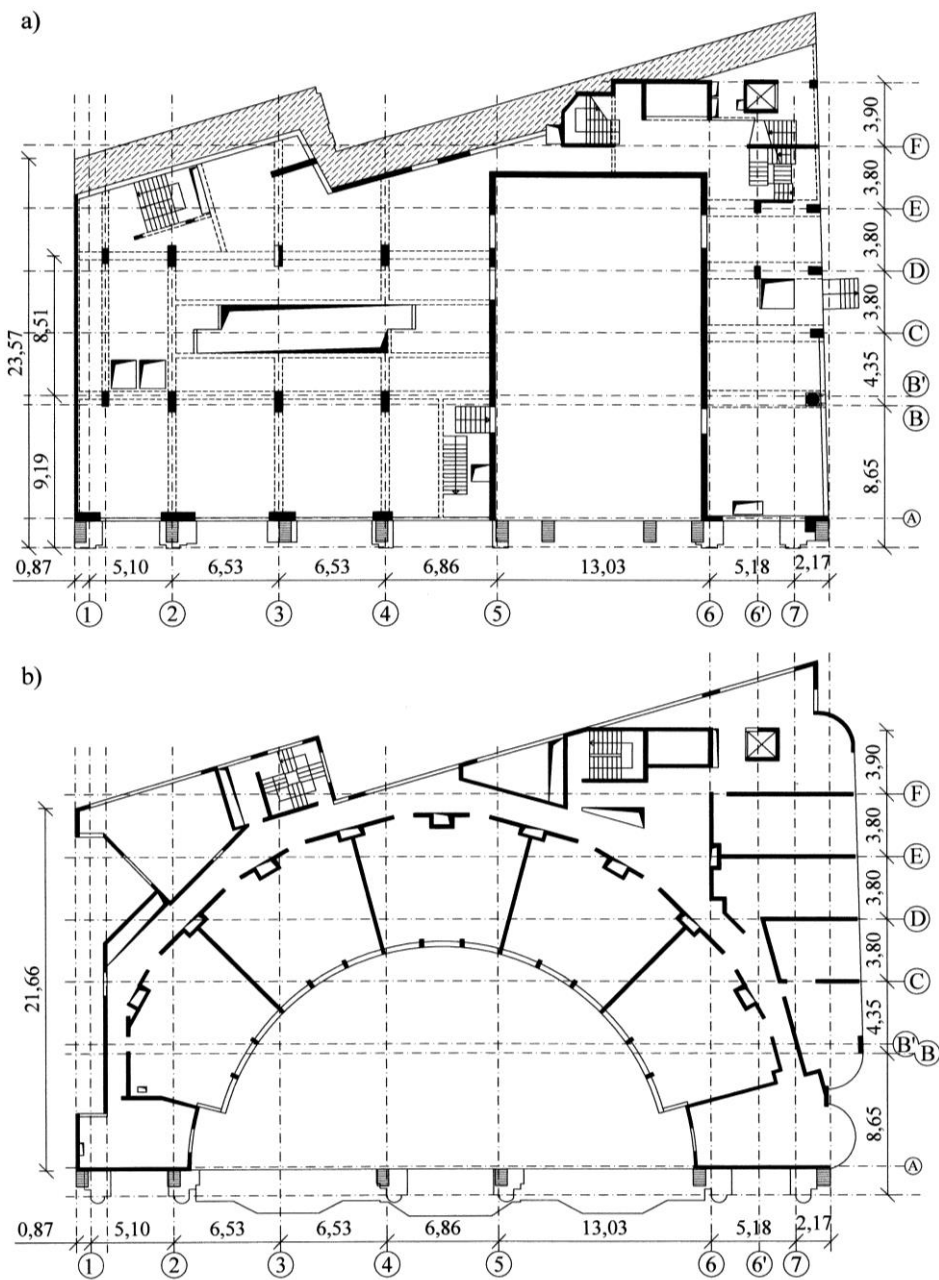 a)
3,90
F
3,80
E
3,80
D
3,80
C
4.35
B'
B
8,65
A
23,57
8,51
9,19
0,87 5,10 6,53 6,53 6,86 13,03 5,18 2,17
1 2 3 4 5 6 6' 7
b)
3,90
F
3,80
E
3,80
D
3,80
C
4.35
B' B
8,65
A
21,66
0,87 5,10 6,53 6,53 6,86 13,03 5,18 2,17
1 2 3 4 5 6 6' 7